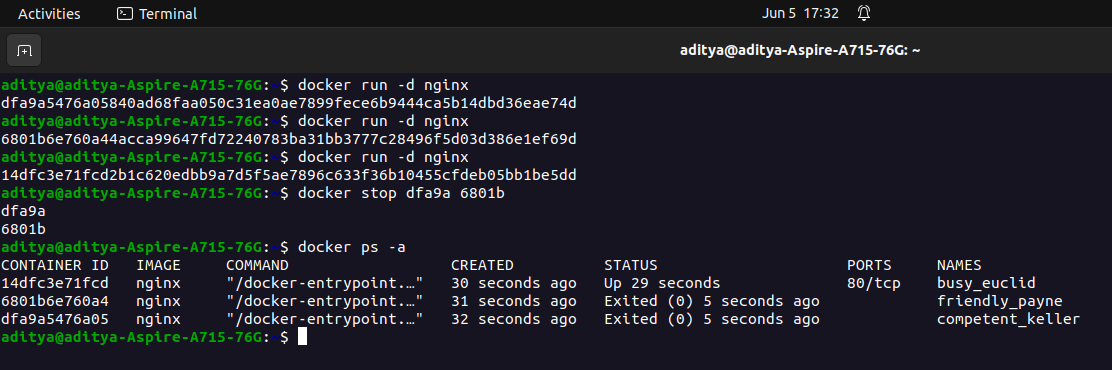 Activities Terminal Jun 5 17:32
aditya@aditya-Aspire-A715-76G: ~
aditya@aditya-Aspire-A715-76G:~$ docker run -d nginx
dfa9a5476a05840ad68faa050c31ea0ae7899fece6b9444ca5b14dbd36eae74d
aditya@aditya-Aspire-A715-76G:~$ docker run -d nginx
6801b6e760a44acca99647fd72240783ba31bb3777c28496f5d03d386e1ef69d
aditya@aditya-Aspire-A715-76G:~$ docker run -d nginx
14dfc3e71fcd2b1c620edbb9a7d5f5ae7896c633f36b10455cfdeb05bb1be5dd
aditya@aditya-Aspire-A715-76G:~$ docker stop dfa9a 6801b
dfa9a
6801b
aditya@aditya-Aspire-A715-76G:~$ docker ps -a
CONTAINER ID IMAGE COMMAND CREATED STATUS PORTS NAMES
14dfc3e71fcd nginx "/docker-entrypoint.…" 30 seconds ago Up 29 seconds 80/tcp busy_euclid
6801b6e760a4 nginx "/docker-entrypoint.…" 31 seconds ago Exited (0) 5 seconds ago friendly_payne
dfa9a5476a05 nginx "/docker-entrypoint.…" 32 seconds ago Exited (0) 5 seconds ago competent_keller
aditya@aditya-Aspire-A715-76G:~$